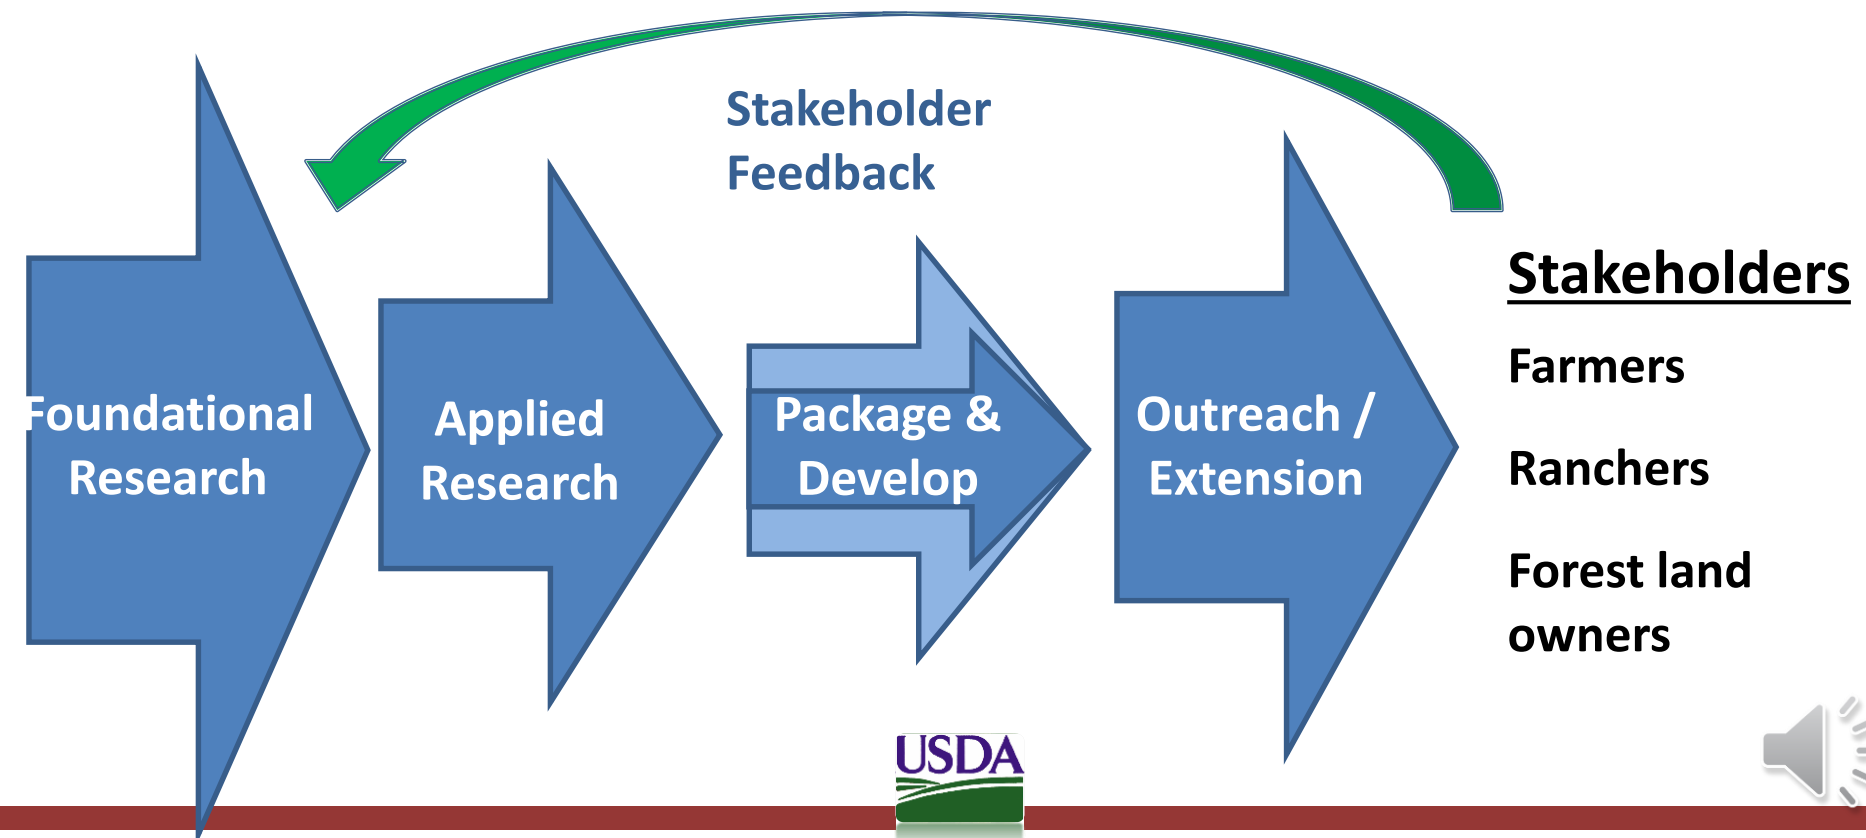 Stakeholder
Feedback
Foundational
Research
Applied
Research
Package &
Develop
Outreach /
Extension
Stakeholders
Farmers
Ranchers
Forest land
owners
USDA